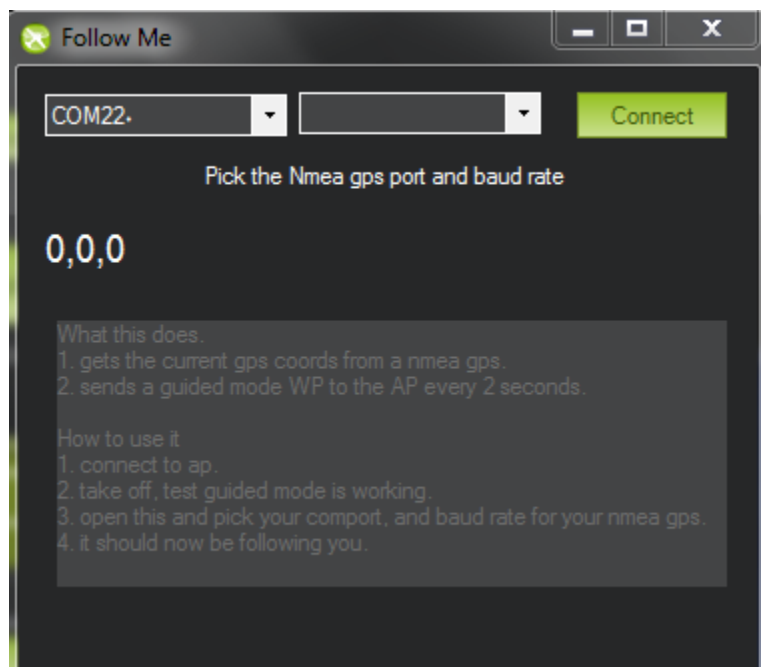 Follow Me
COM22
Connect
Pick the Nmea gps port and baud rate
0,0,0
What this does.
1. gets the current gps coords from a nmea gps.
2. sends a guided mode WP to the AP every 2 seconds.
How to use it
1. connect to ap.
2. take off, test guided mode is working.
3. open this and pick your comport, and baud rate for your nmea gps.
4. it should now be following you.